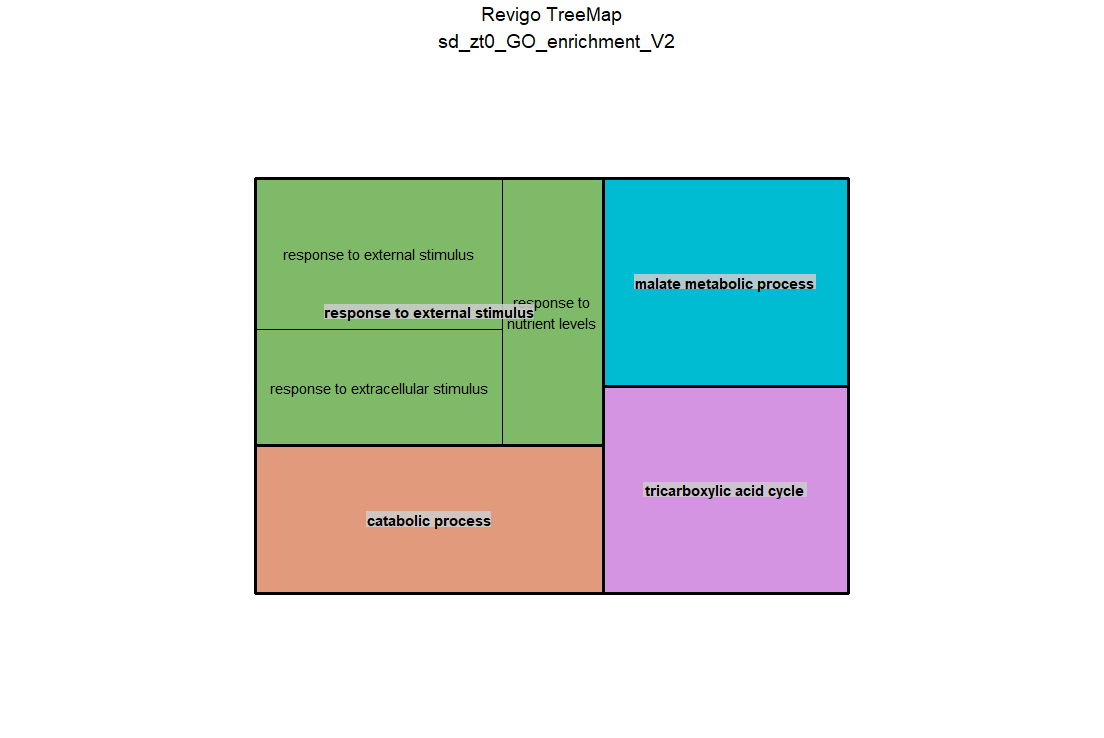 Revigo TreeMap
sd_zt0_GO_enrichment_V2
response to external stimulus
response to external stimulus
response to
nutrient levels
response to extracellular stimulus
catabolic process
malate metabolic process
tricarboxylic acid cycle